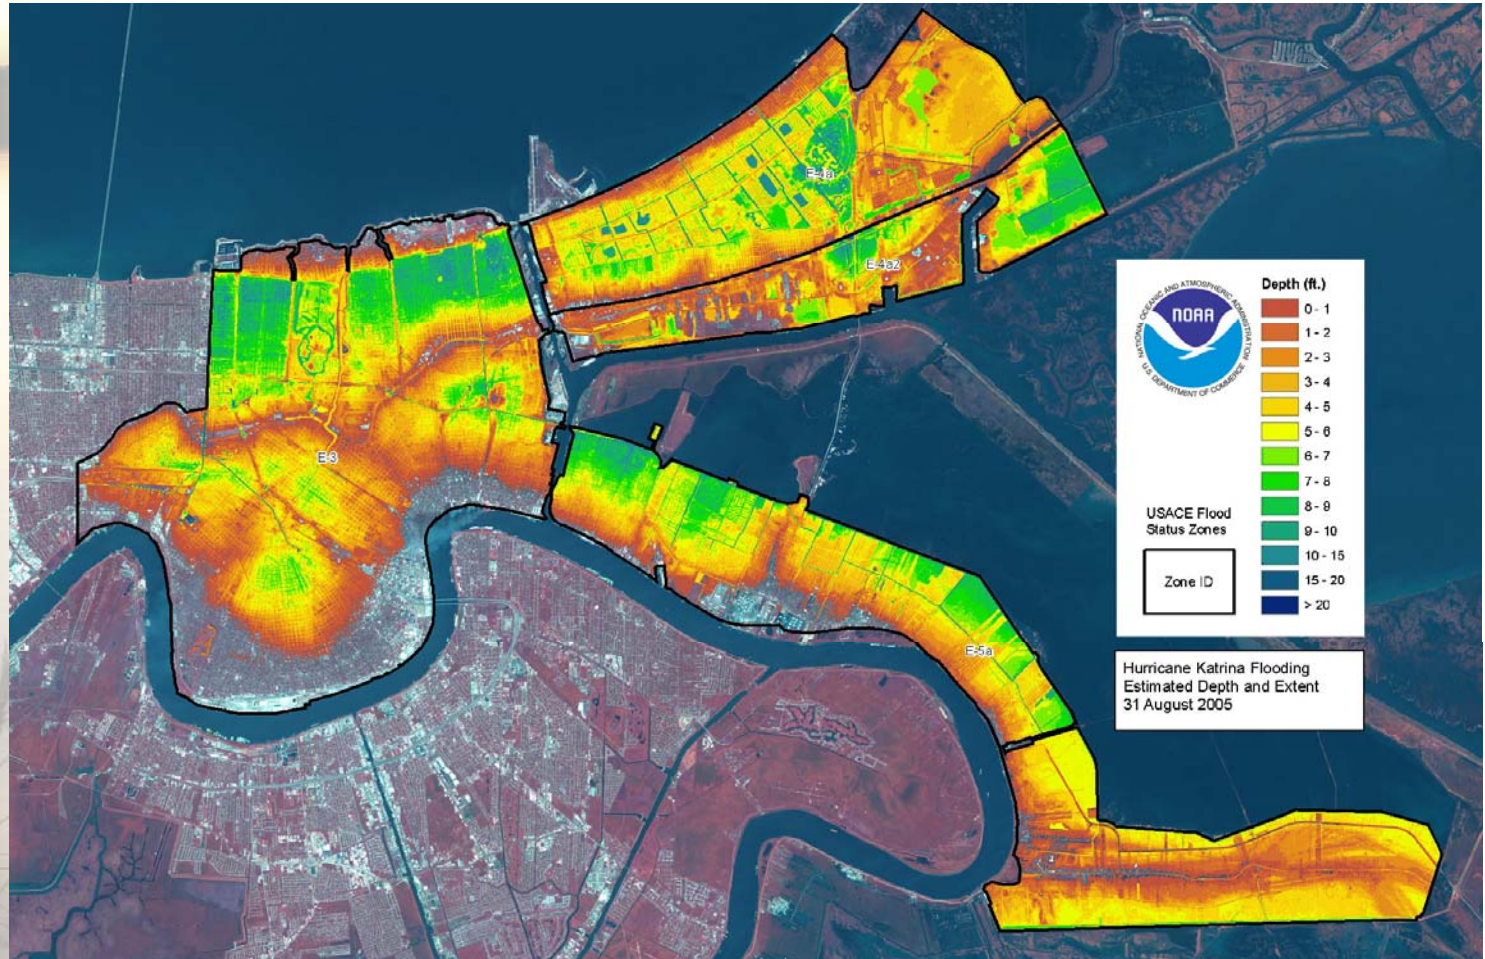 E-4a
E-4a2
E-3
E-5a
NATIONAL OCEANIC AND ATMOSPHERIC ADMINISTRATION
NOAA
U.S. DEPARTMENT OF COMMERCE
Depth (ft.)
0 - 1
1 - 2
2 - 3
3 - 4
4 - 5
5 - 6
6 - 7
7 - 8
8 - 9
9 - 10
10 - 15
15 - 20
> 20
USACE Flood
Status Zones
Zone ID
Hurricane Katrina Flooding
Estimated Depth and Extent
31 August 2005